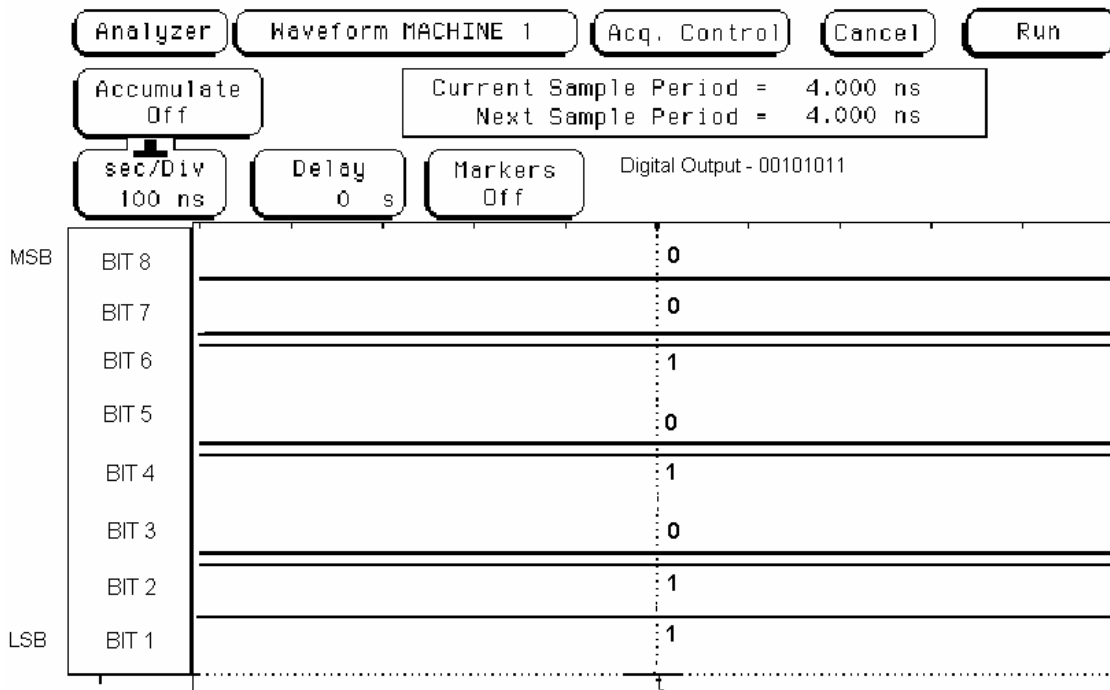 Analyzer Waveform MACHINE 1 Acq. Control Cancel Run
Accumulate
Off
Current Sample Period = 4.000 ns
Next Sample Period = 4.000 ns
sec/Div
100 ns
Delay
0 s
Markers
Off
Digital Output - 00101011
MSB BIT 8 0
BIT 7 0
BIT 6 1
BIT 5 0
BIT 4 1
BIT 3 0
BIT 2 1
LSB BIT 1 1